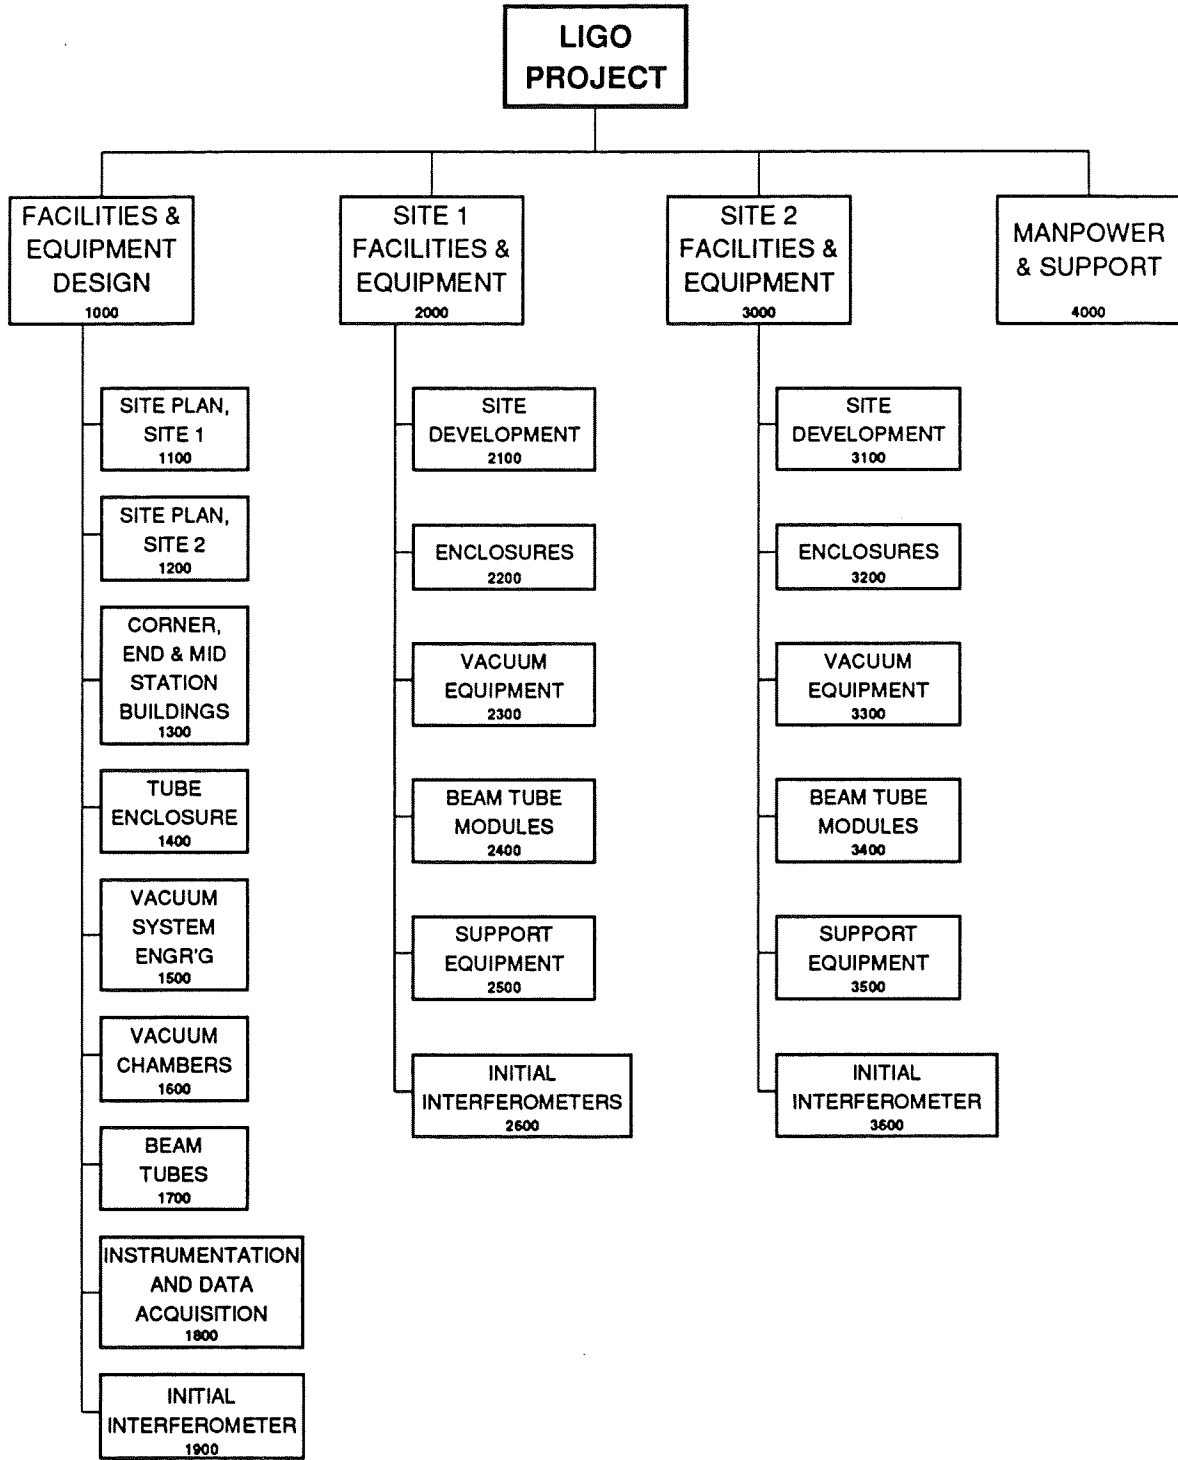 LIGO
PROJECT
FACILITIES &
EQUIPMENT
DESIGN
1000
SITE 1
FACILITIES &
EQUIPMENT
2000
SITE 2
FACILITIES &
EQUIPMENT
3000
MANPOWER
& SUPPORT
4000
SITE PLAN,
SITE 1
1100
SITE PLAN,
SITE 2
1200
CORNER,
END & MID
STATION
BUILDINGS
1300
TUBE
ENCLOSURE
1400
VACUUM
SYSTEM
ENGR'G
1500
VACUUM
CHAMBERS
1600
BEAM
TUBES
1700
INSTRUMENTATION
AND DATA
ACQUISITION
1800
INITIAL
INTERFEROMETER
1900
SITE
DEVELOPMENT
2100
ENCLOSURES
2200
VACUUM
EQUIPMENT
2300
BEAM TUBE
MODULES
2400
SUPPORT
EQUIPMENT
2500
INITIAL
INTERFEROMETERS
2600
SITE
DEVELOPMENT
3100
ENCLOSURES
3200
VACUUM
EQUIPMENT
3300
BEAM TUBE
MODULES
3400
SUPPORT
EQUIPMENT
3500
INITIAL
INTERFEROMETER
3600